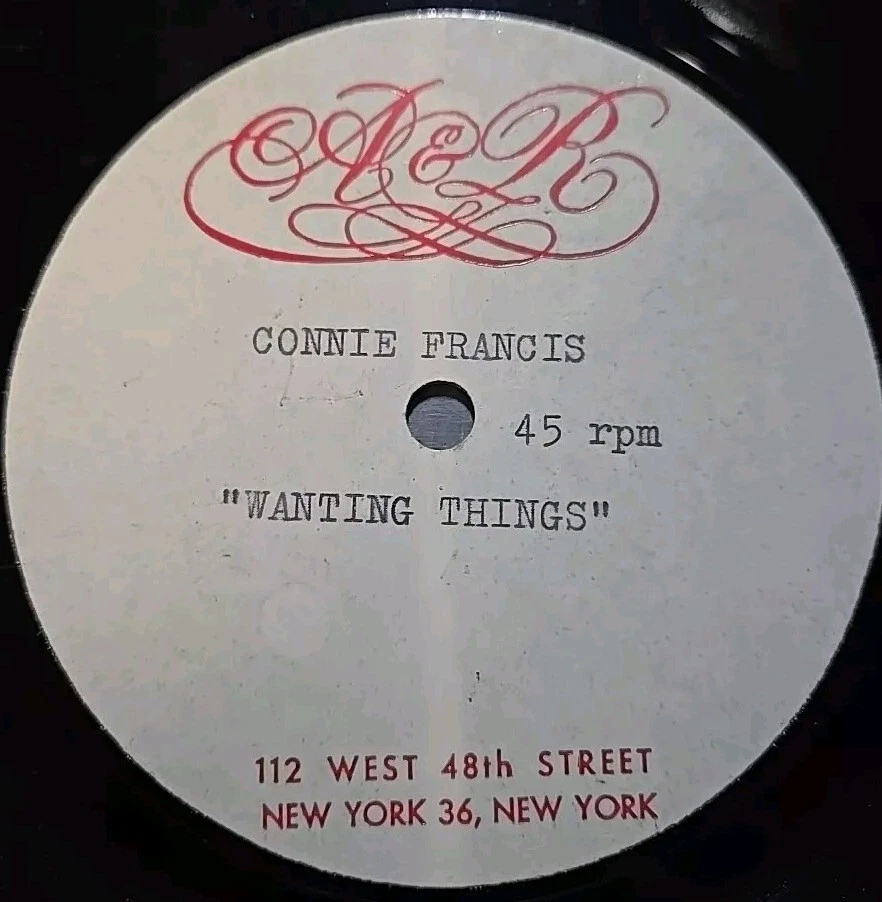 A&R
CONNIE FRANCIS
45 rpm
"WANTING THINGS"
112 WEST 48th STREET
NEW YORK 36, NEW YORK